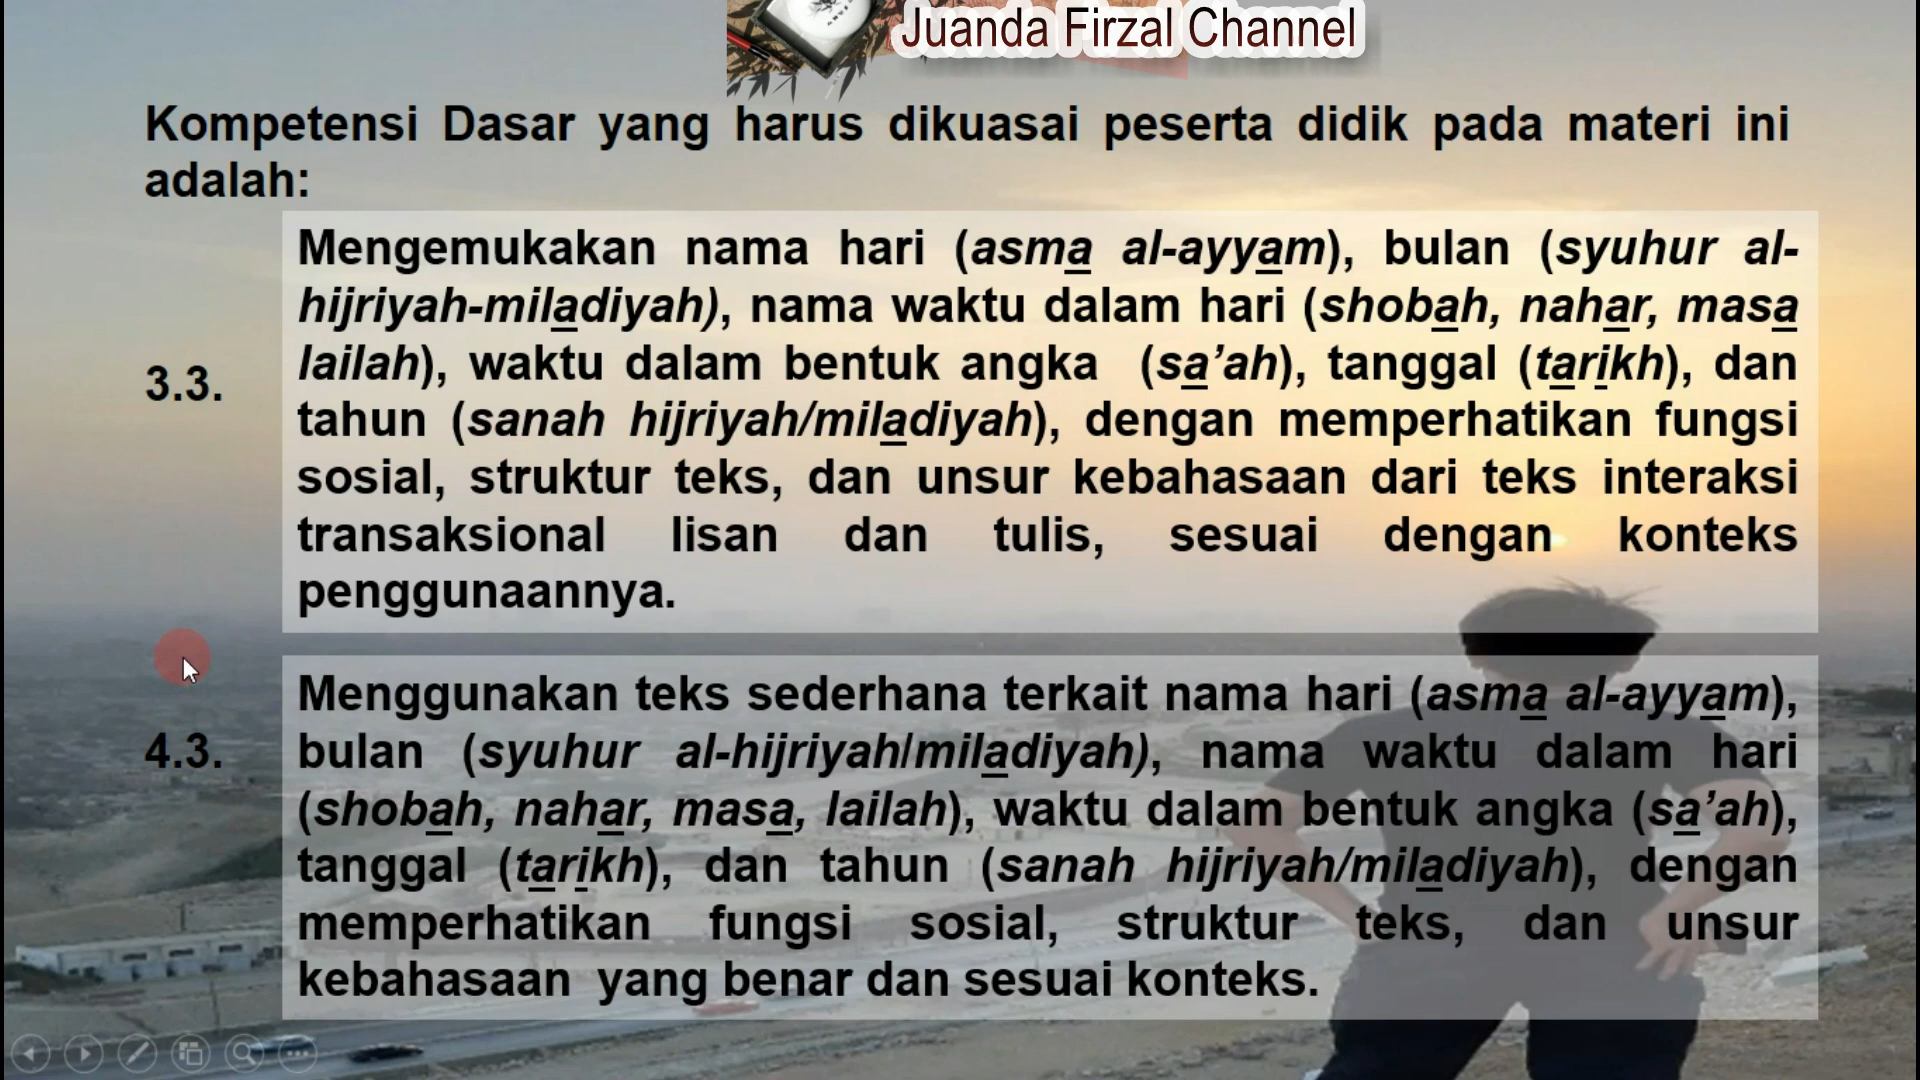 Juanda Firzal Channel
Kompetensi Dasar yang harus dikuasai peserta didik pada materi ini
adalah:
3.3.
Mengemukakan nama hari (asma al-ayyam), bulan (syuhur al-
hijriyah-miladiyah), nama waktu dalam hari (shobah, nahar, masa
lailah), waktu dalam bentuk angka (sa’ah), tanggal (tarikh), dan
tahun (sanah hijriyah/miladiyah), dengan memperhatikan fungsi
sosial, struktur teks, dan unsur kebahasaan dari teks interaksi
transaksional lisan dan tulis, sesuai dengan konteks
penggunaannya.
4.3.
Menggunakan teks sederhana terkait nama hari (asma al-ayyam),
bulan (syuhur al-hijriyah/miladiyah), nama waktu dalam hari
(shobah, nahar, masa, lailah), waktu dalam bentuk angka (sa’ah),
tanggal (tarikh), dan tahun (sanah hijriyah/miladiyah), dengan
memperhatikan fungsi sosial, struktur teks, dan unsur
kebahasaan yang benar dan sesuai konteks.